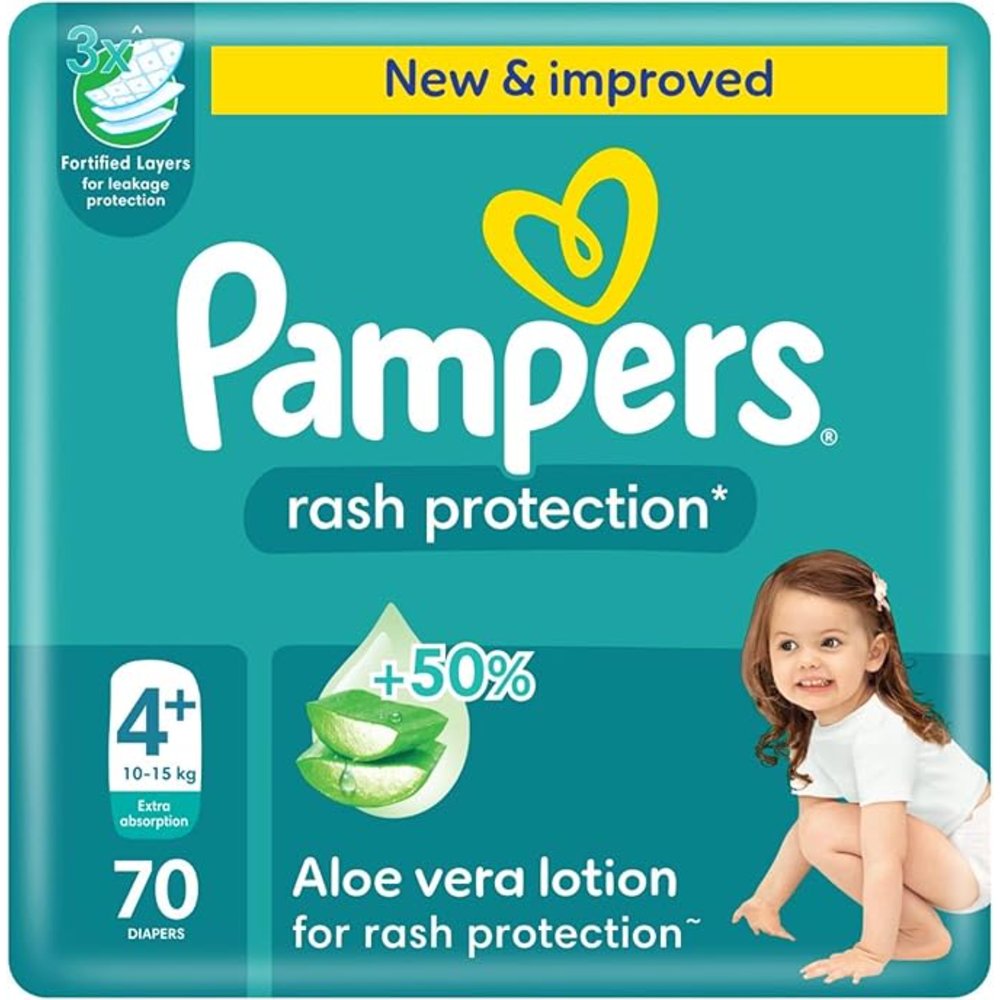 3x^
Fortified Layers
for leakage
protection
New & improved
Pampers®
rash protection*
+50%
4+
10-15 kg
Extra
absorption
70
DIAPERS
Aloe vera lotion
for rash protection~